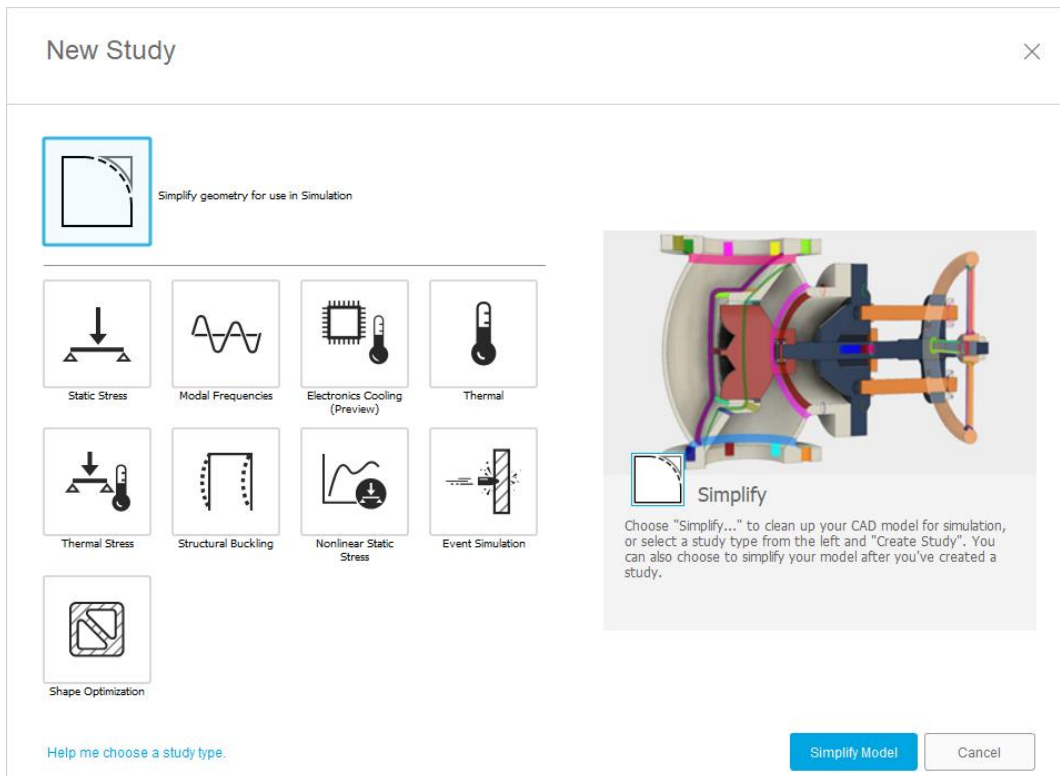 New Study
Simplify geometry for use in Simulation
Static Stress
Modal Frequencies
Electronics Cooling
(Preview)
Thermal
Thermal Stress
Structural Buckling
Nonlinear Static
Stress
Event Simulation
Shape Optimization
Simplify
Choose "Simplify..." to clean up your CAD model for simulation,
or select a study type from the left and "Create Study". You
can also choose to simplify your model after you've created a
study.
Help me choose a study type.
Simplify Model
Cancel